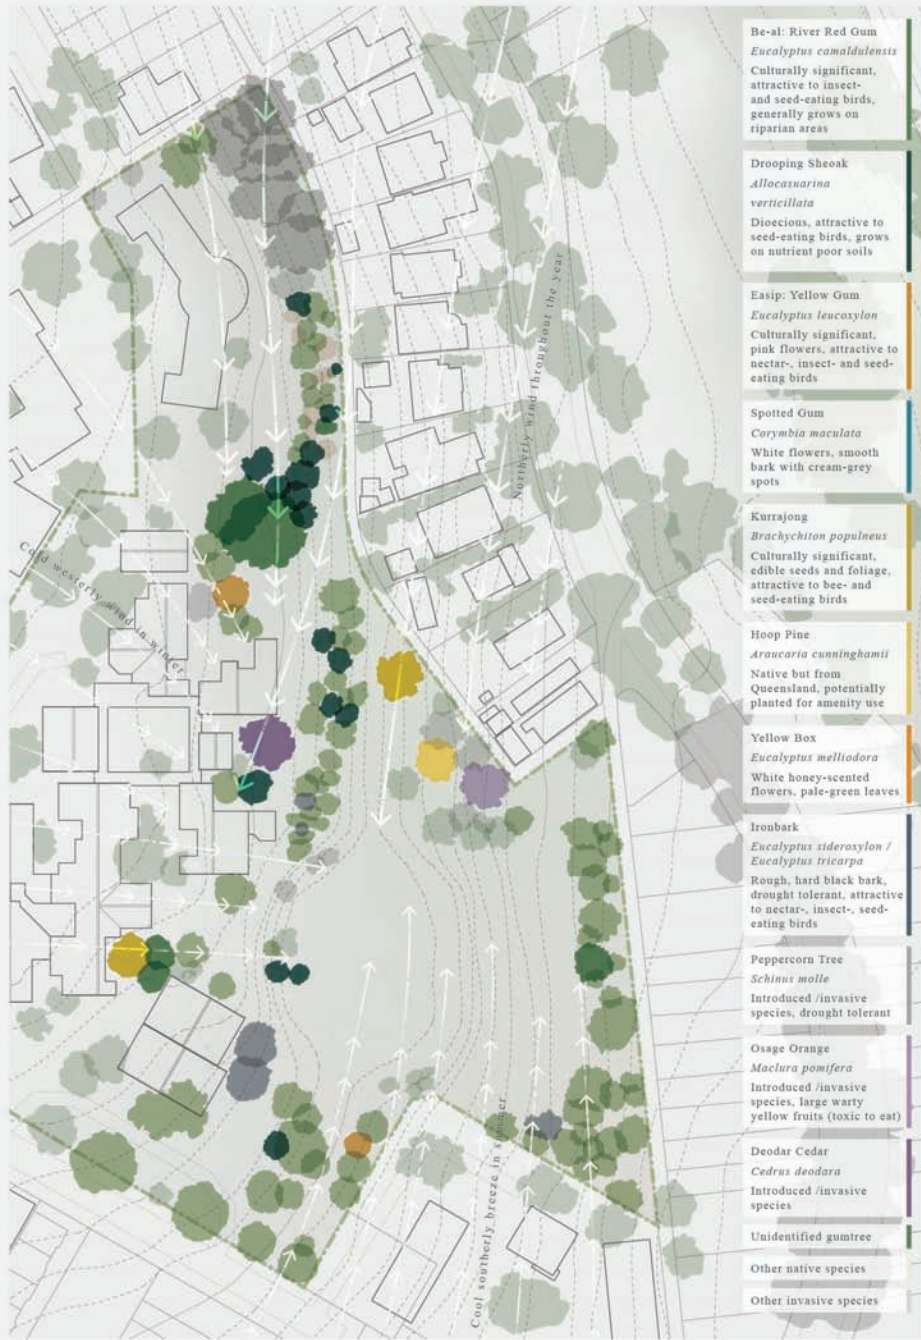 Be-al: River Red Gum
Eucalyptus camaldulensis
Culturally significant,
attractive to insect-
and seed-eating birds,
generally grows on
riparian areas
Drooping Sheoak
Allocasuarina
verticillata
Dioecious, attractive to
seed-eating birds, grows
on nutrient poor soils
Easip: Yellow Gum
Eucalyptus leucoxylon
Culturally significant,
pink flowers, attractive to
nectar-, insect- and seed-
eating birds
Spotted Gum
Corymbia maculata
White flowers, smooth
bark with cream-grey
spots
Kurrajong
Brachychiton populneus
Culturally significant,
edible seeds and foliage,
attractive to bee- and
seed-eating birds
Hoop Pine
Araucaria cunninghamii
Native but from
Queensland, potentially
planted for amenity use
Yellow Box
Eucalyptus melliodora
White honey-scented
flowers, pale-green leaves
Ironbark
Eucalyptus sideroxylon /
Eucalyptus tricarpa
Rough, hard black bark,
drought tolerant, attractive
to nectar-, insect-, seed-
eating birds
Peppercorn Tree
Schinus molle
Introduced /invasive
species, drought tolerant
Osage Orange
Maclura pomifera
Introduced /invasive
species, large warty
yellow fruits (toxic to eat)
Deodar Cedar
Cedrus deodara
Introduced /invasive
species
Unidentified gumtree
Other native species
Other invasive species
Northerly wind throughout the year
Cold westerly wind in winter
Cool southerly breeze in summer